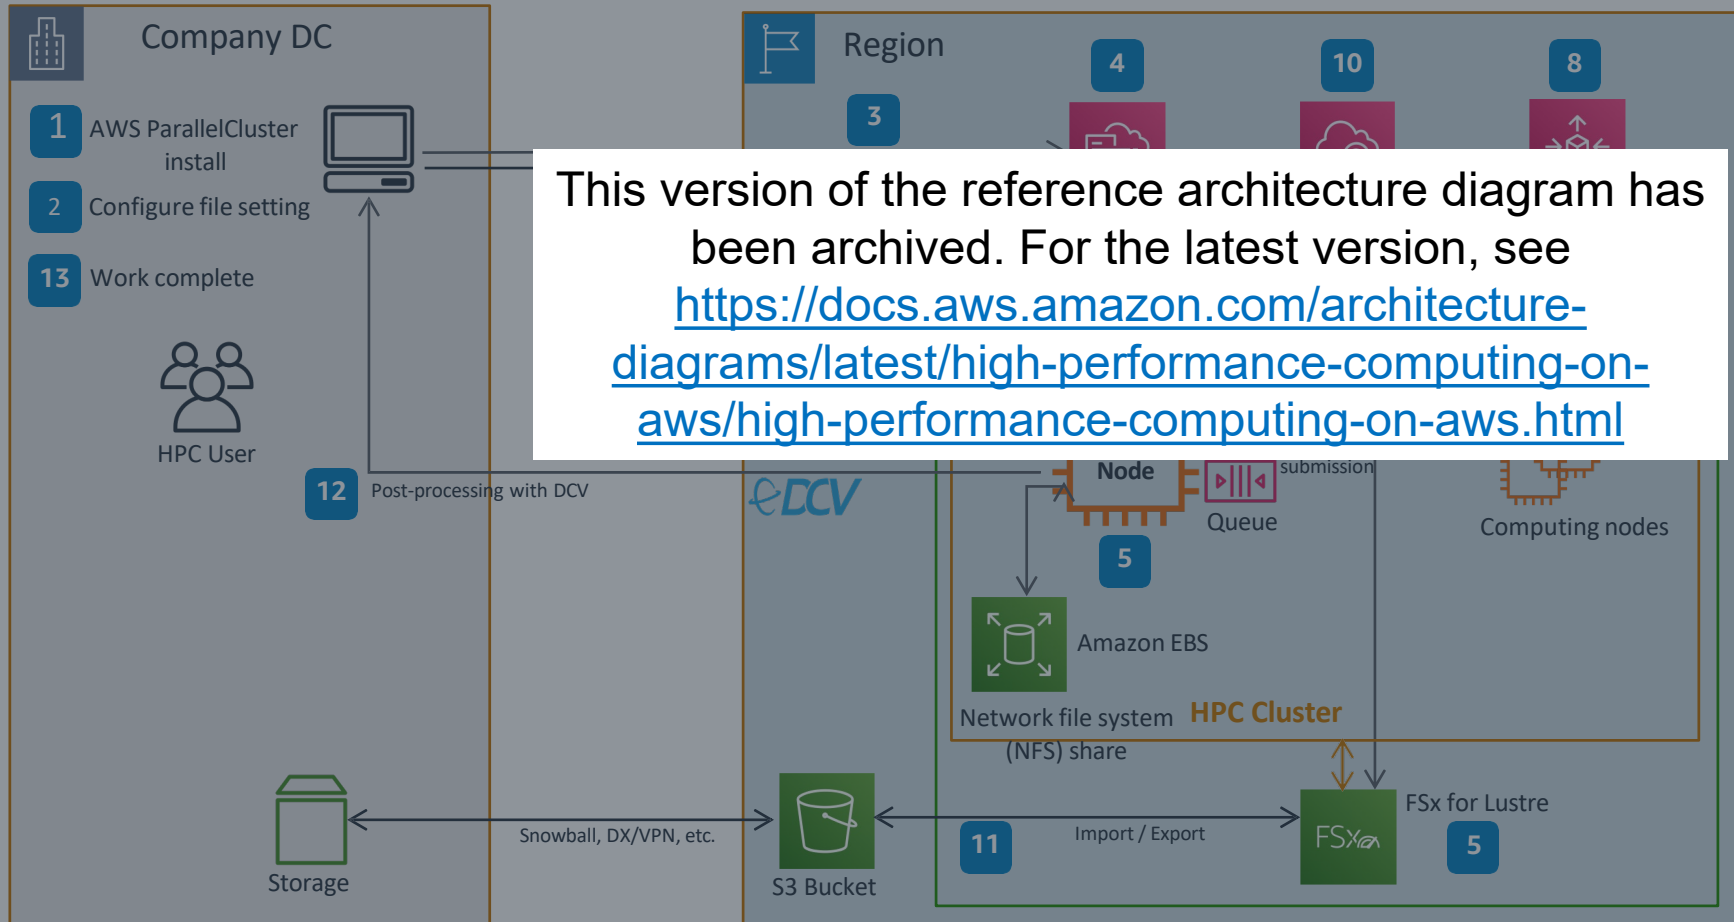 Company DC
1
AWS ParallelCluster
install
2
Configure file setting
13
Work complete
HPC User
Region
3
4
10
8
This version of the reference architecture diagram has
been archived. For the latest version, see
https://docs.aws.amazon.com/architecture-
diagrams/latest/high-performance-computing-on-
aws/high-performance-computing-on-aws.html
12
Post-processing with DCV
DCV
Node
submission
Queue
Computing nodes
5
Amazon EBS
Network file system
(NFS) share
HPC Cluster
Storage
Snowball, DX/VPN, etc.
S3 Bucket
11
Import / Export
FSx
FSx for Lustre
5